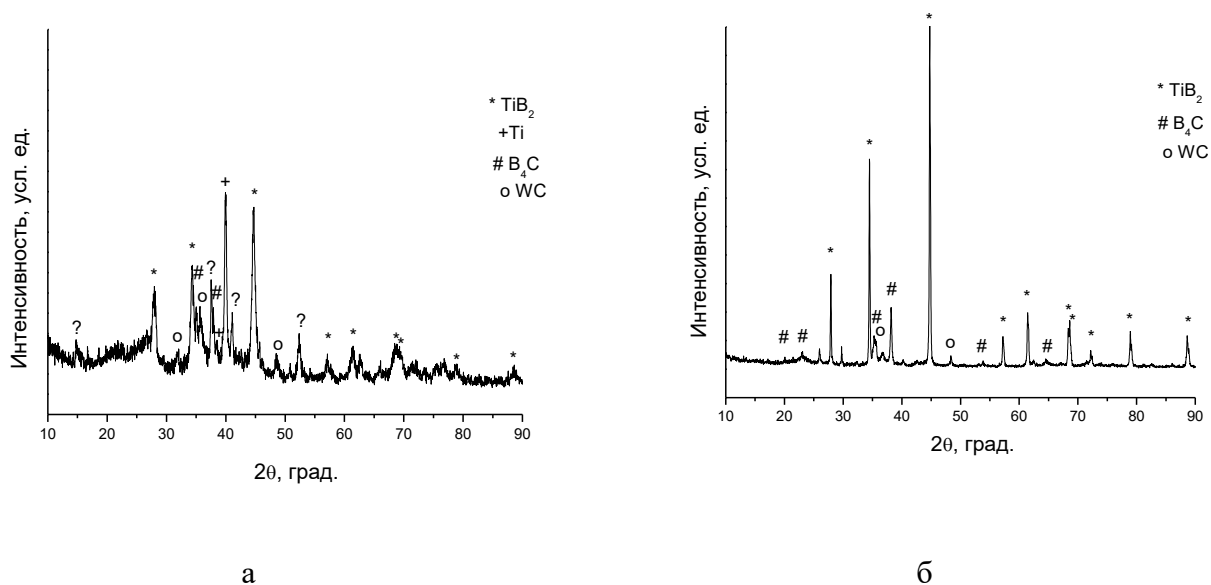 Интенсивность, усл. ед.
* TiB₂
+Ti
# B₄C
o WC
+
*
*
*
#
?
#
o
?
+
?
o
o
?
*
*
*
*
*
*
10 20 30 40 50 60 70 80 90
2θ, град.
а
Интенсивность, усл. ед.
* TiB₂
# B₄C
o WC
*
*
*
#
#
#
o
#
o
*
#
*
#
*
*
*
*
*
10 20 30 40 50 60 70 80 90
2θ, град.
б